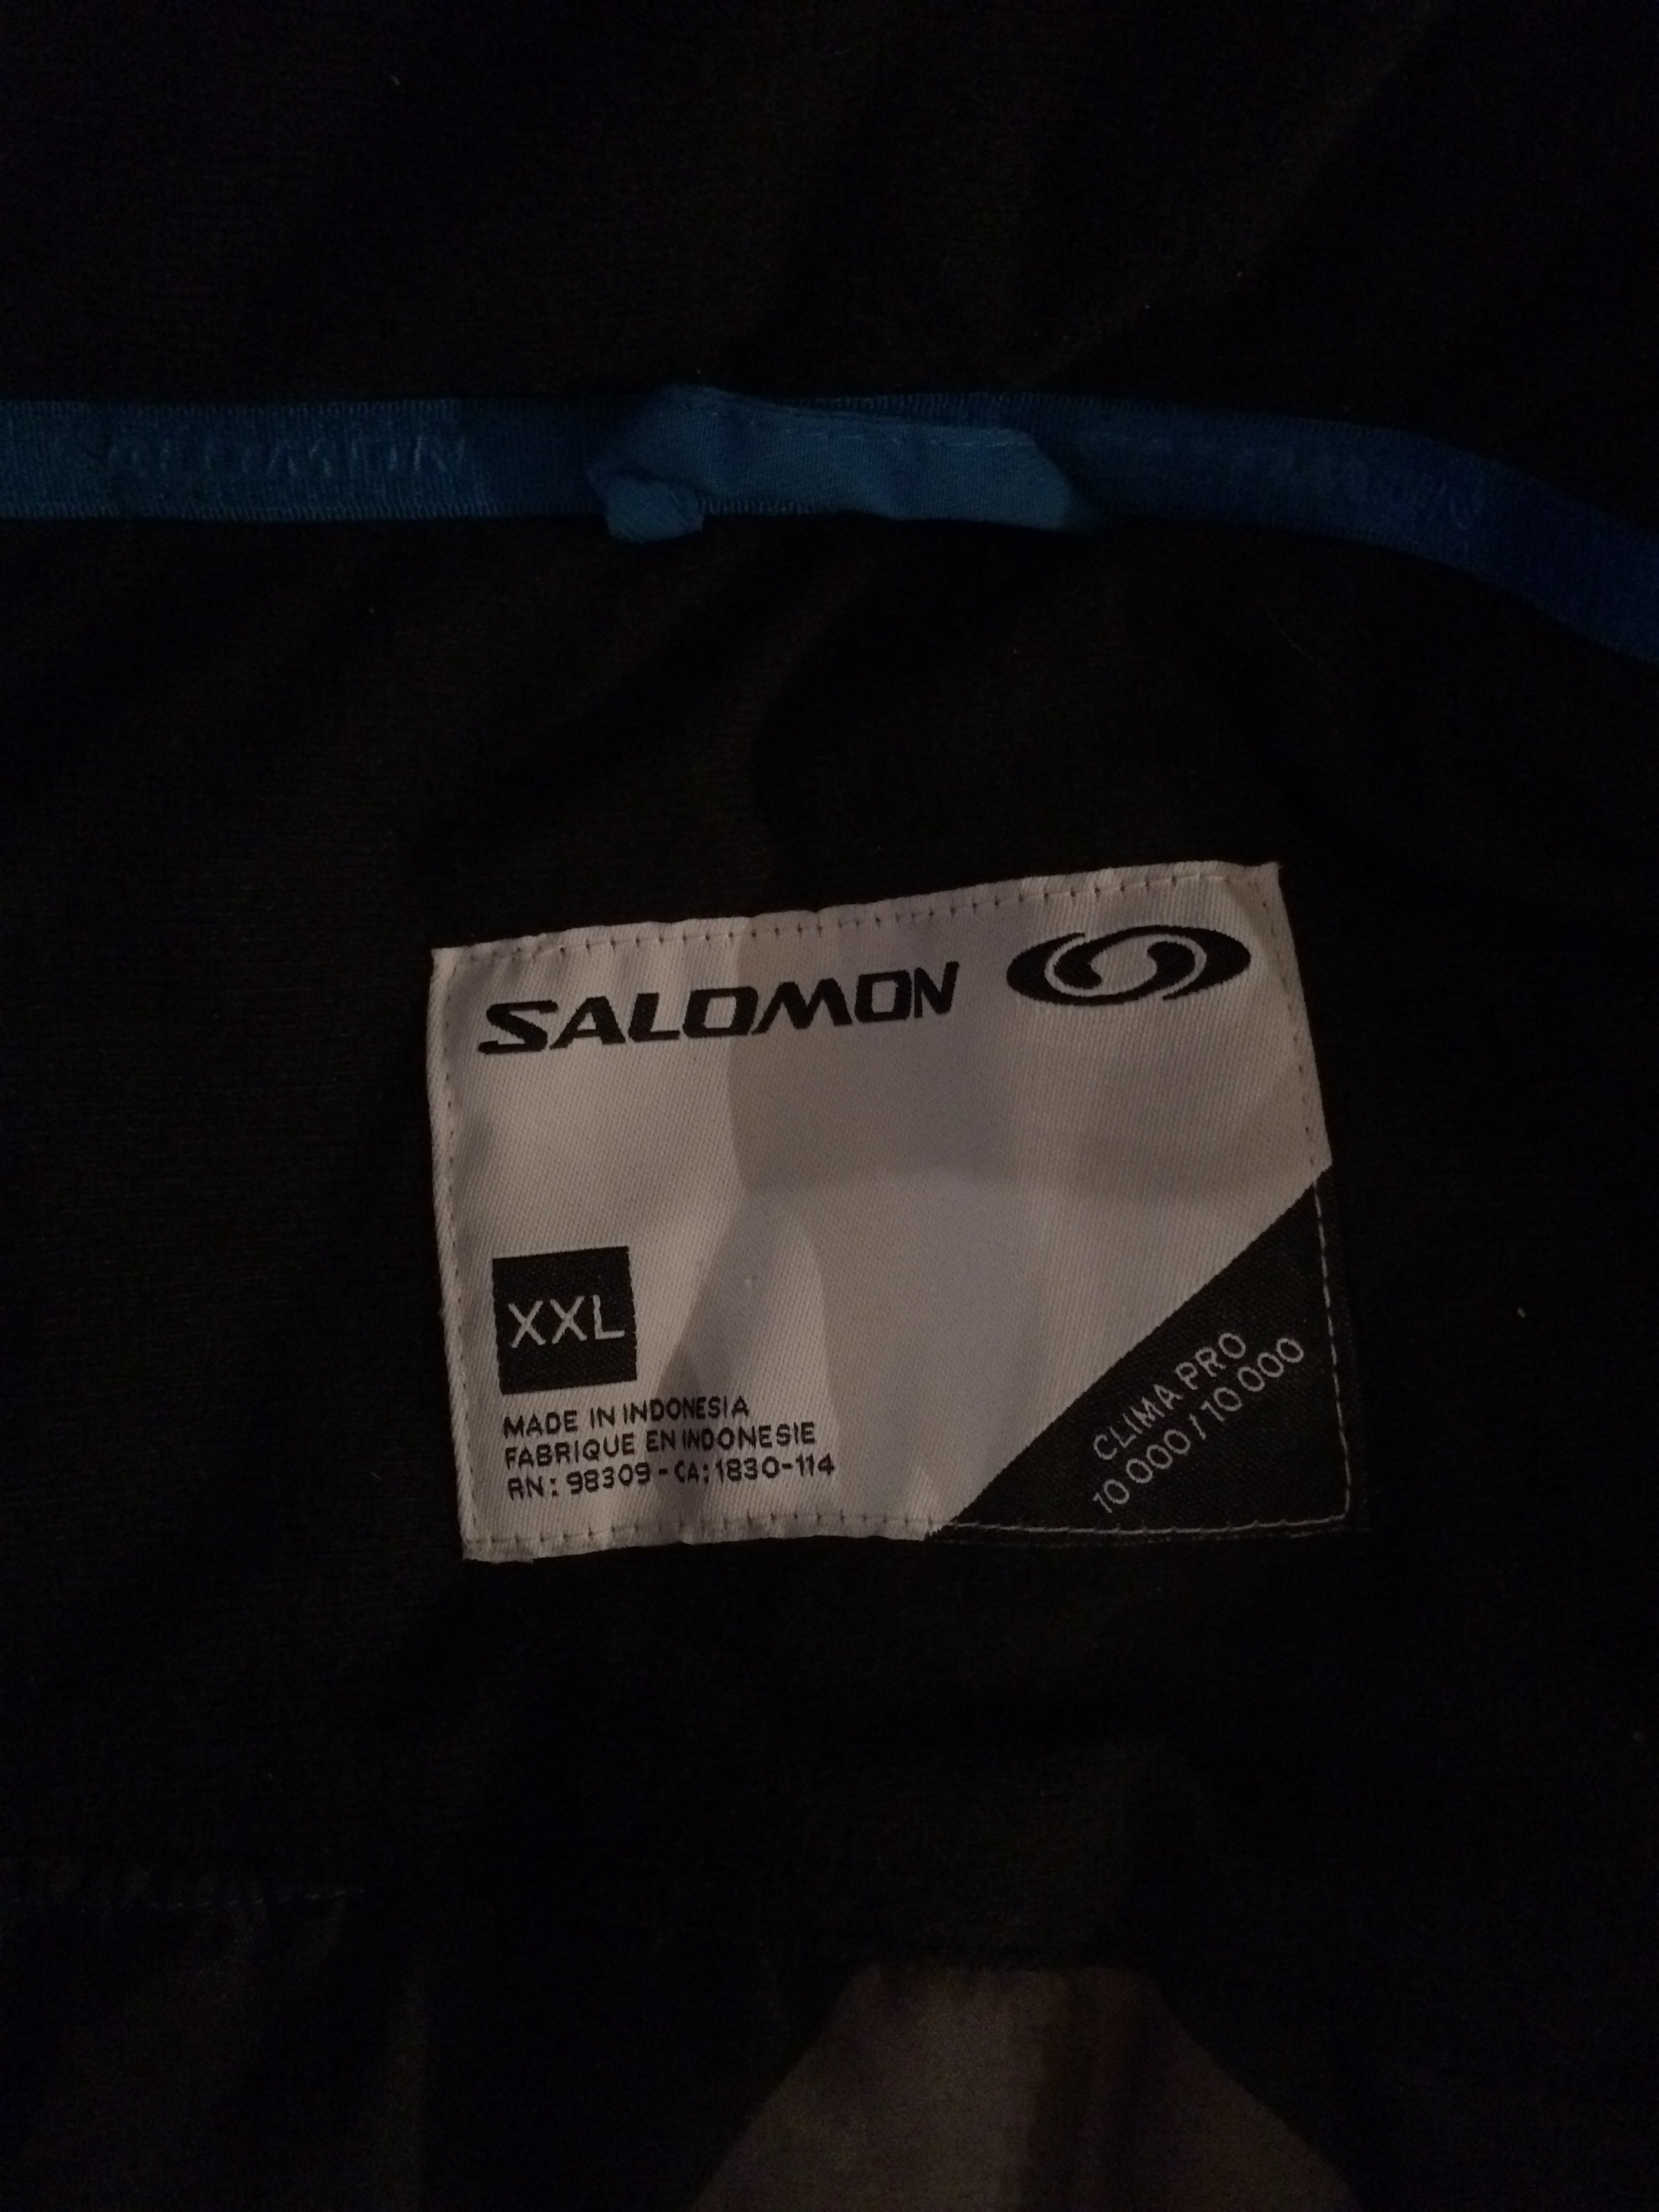 SALOMON
SALOMON
XXL
MADE IN INDONESIA
FABRIQUE EN INDONESIE
RN: 98309 - CA: 1830-114
CLIMA PRO
10 000 / 10 000